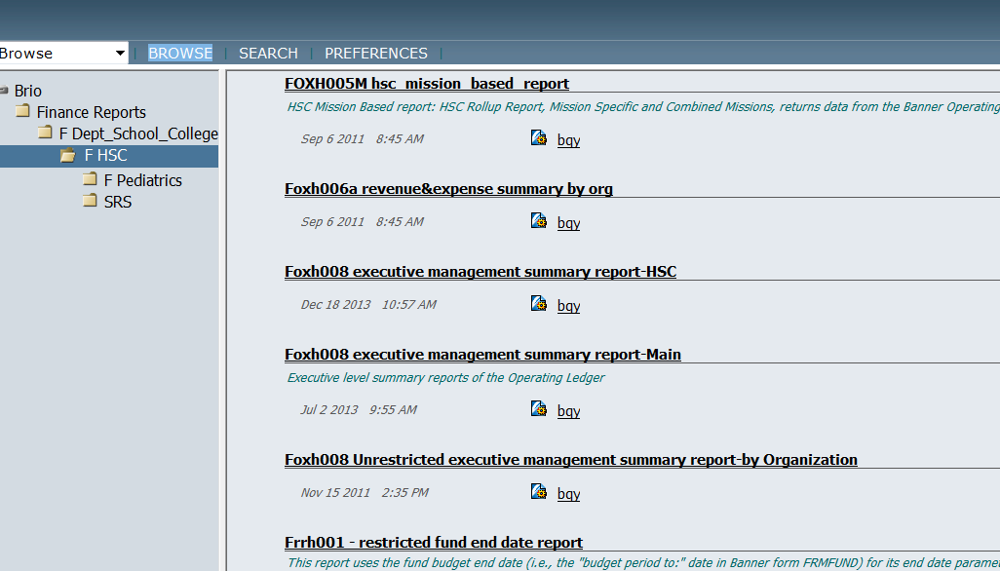 Browse BROWSE SEARCH PREFERENCES
Brio
Finance Reports
F Dept_School_College
F HSC
F Pediatrics
SRS
FOXH005M hsc_mission_based_report
HSC Mission Based report: HSC Rollup Report, Mission Specific and Combined Missions, returns data from the Banner Operating
Sep 6 2011 8:45 AM bqy
Foxh006a revenue&expense summary by org
Sep 6 2011 8:45 AM bqy
Foxh008 executive management summary report-HSC
Dec 18 2013 10:57 AM bqy
Foxh008 executive management summary report-Main
Executive level summary reports of the Operating Ledger
Jul 2 2013 9:55 AM bqy
Foxh008 Unrestricted executive management summary report-by Organization
Nov 15 2011 2:35 PM bqy
Frrh001 - restricted fund end date report
This report uses the fund budget end date (i.e., the "budget period to:" date in Banner form FRMFUND) for its end date